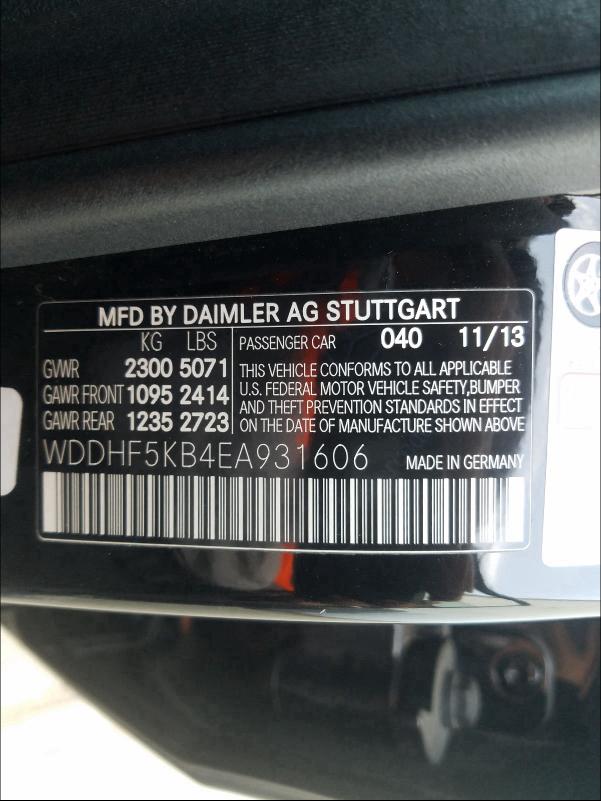 MFD BY DAIMLER AG STUTTGART
KG LBS PASSENGER CAR 040 11/13
GVWR 2300 5071 THIS VEHICLE CONFORMS TO ALL APPLICABLE
GAWR FRONT 1095 2414 U.S. FEDERAL MOTOR VEHICLE SAFETY,BUMPER
AND THEFT PREVENTION STANDARDS IN EFFECT
GAWR REAR 1235 2723 ON THE DATE OF MANUFACTURE SHOWN ABOVE
WDDHF5KB4EA931606 MADE IN GERMANY